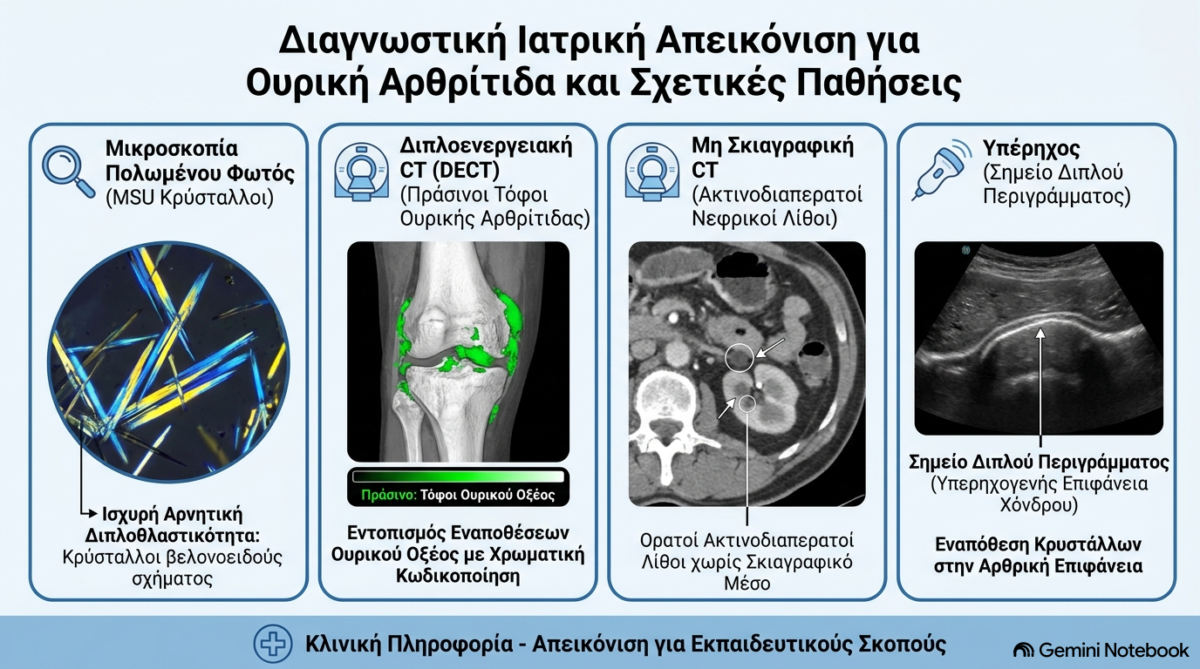 Διαγνωστική Ιατρική Απεικόνιση για
Ουρική Αρθρίτιδα και Σχετικές Παθήσεις
Μικροσκοπία
Πολωμένου Φωτός
(MSU Κρύσταλλοι)
Ισχυρή Αρνητική
Διπλοθλαστικότητα:
Κρύσταλλοι βελονοειδούς
σχήματος
Διπλοενεργειακή
CT (DECT)
(Πράσινοι Τόφοι
Ουρικής Αρθρίτιδας)
Πράσινο: Τόφοι Ουρικού Οξέος
Εντοπισμός Εναποθέσεων
Ουρικού Οξέος με Χρωματική
Κωδικοποίηση
Μη Σκιαγραφική
CT
(Ακτινοδιαπερατοί
Νεφρικοί Λίθοι)
Ορατοί Ακτινοδιαπερατοί
Λίθοι χωρίς Σκιαγραφικό
Μέσο
Υπέρηχος
(Σημείο Διπλού
Περιγράμματος)
Σημείο Διπλού Περιγράμματος
(Υπερηχογενής Επιφάνεια
Χόνδρου)
Εναπόθεση Κρυστάλλων
στην Αρθρική Επιφάνεια
Κλινική Πληροφορία - Απεικόνιση για Εκπαιδευτικούς Σκοπούς
Gemini Notebook